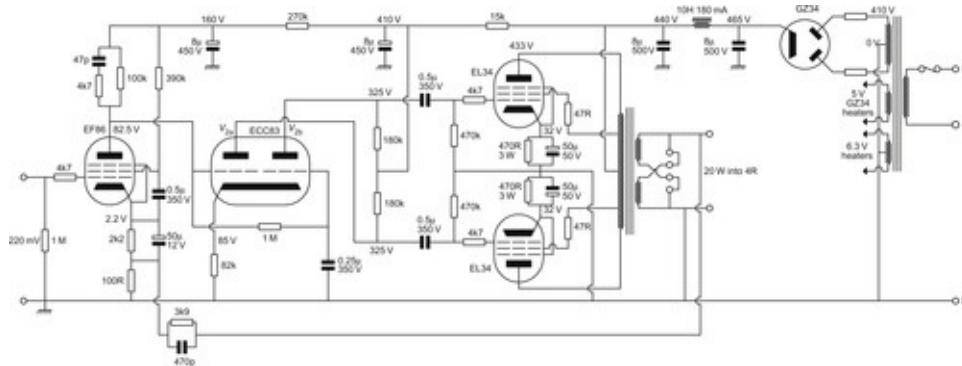 160 V
270k
410 V
15k
440 V
10H 180 mA
465 V
GZ34
410 V
0 V
8µ
450 V
8µ
450 V
8µ
500V
8µ
500 V
433 V
EL34
47p
4k7
100k
390k
0.5µ
350 V
4k7
47R
5 V
GZ34
heaters
6.3 V
heaters
325 V
EF86
82.5 V
V2a
ECC83
V2b
180k
470k
32 V
470R
3 W
50µ
50 V
20 W into 4R
4k7
0.5µ
350 V
180k
470k
470R
3 W
50µ
50 V
32 V
47R
220 mV
1 M
2.2 V
2k2
50µ
12 V
100R
85 V
82k
1 M
0.25µ
350 V
325 V
0.5µ
350 V
4k7
EL34
3k9
470p